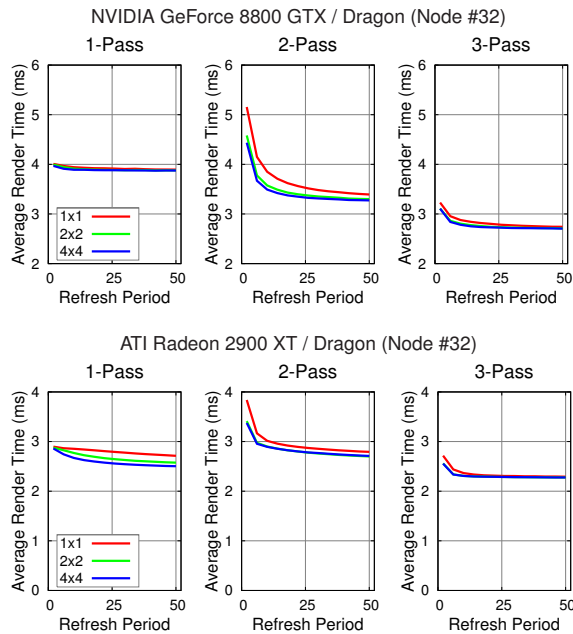 NVIDIA GeForce 8800 GTX / Dragon (Node #32)
1-Pass 2-Pass 3-Pass
Average Render Time (ms) Average Render Time (ms) Average Render Time (ms)
6 6 6
5 5 5
4 4 4
3 3 3
2 2 2
1x1
2x2
4x4
0 25 50 0 25 50 0 25 50
Refresh Period Refresh Period Refresh Period
ATI Radeon 2900 XT / Dragon (Node #32)
1-Pass 2-Pass 3-Pass
Average Render Time (ms) Average Render Time (ms) Average Render Time (ms)
4 4 4
3 3 3
2 2 2
1 1 1
0 0 0
1x1
2x2
4x4
0 25 50 0 25 50 0 25 50
Refresh Period Refresh Period Refresh Period